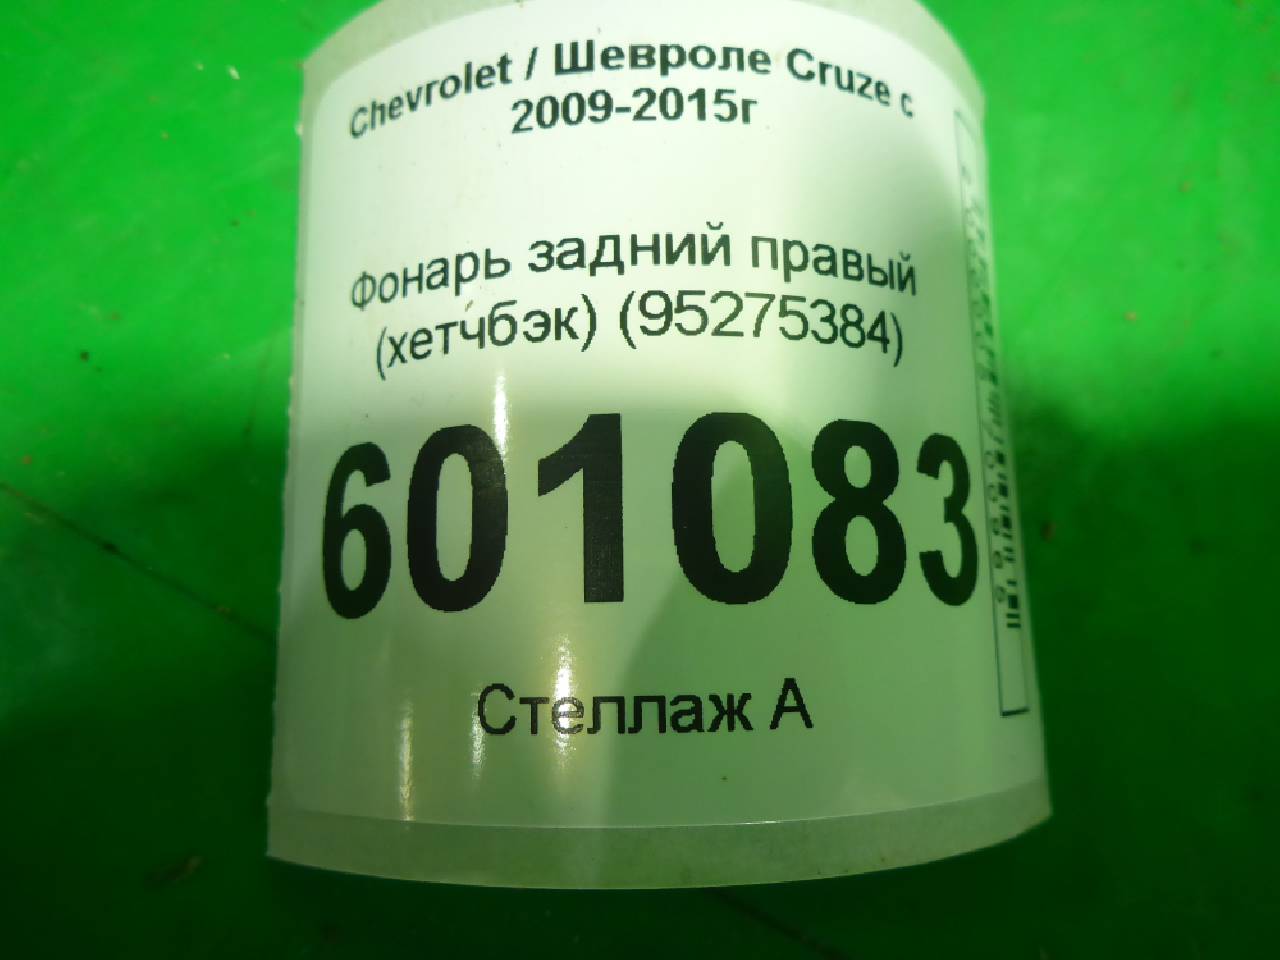 Chevrolet / Шевроле Cruze с
2009-2015г
Фонарь задний правый
(хетчбэк) (95275384)
601083
Стеллаж А